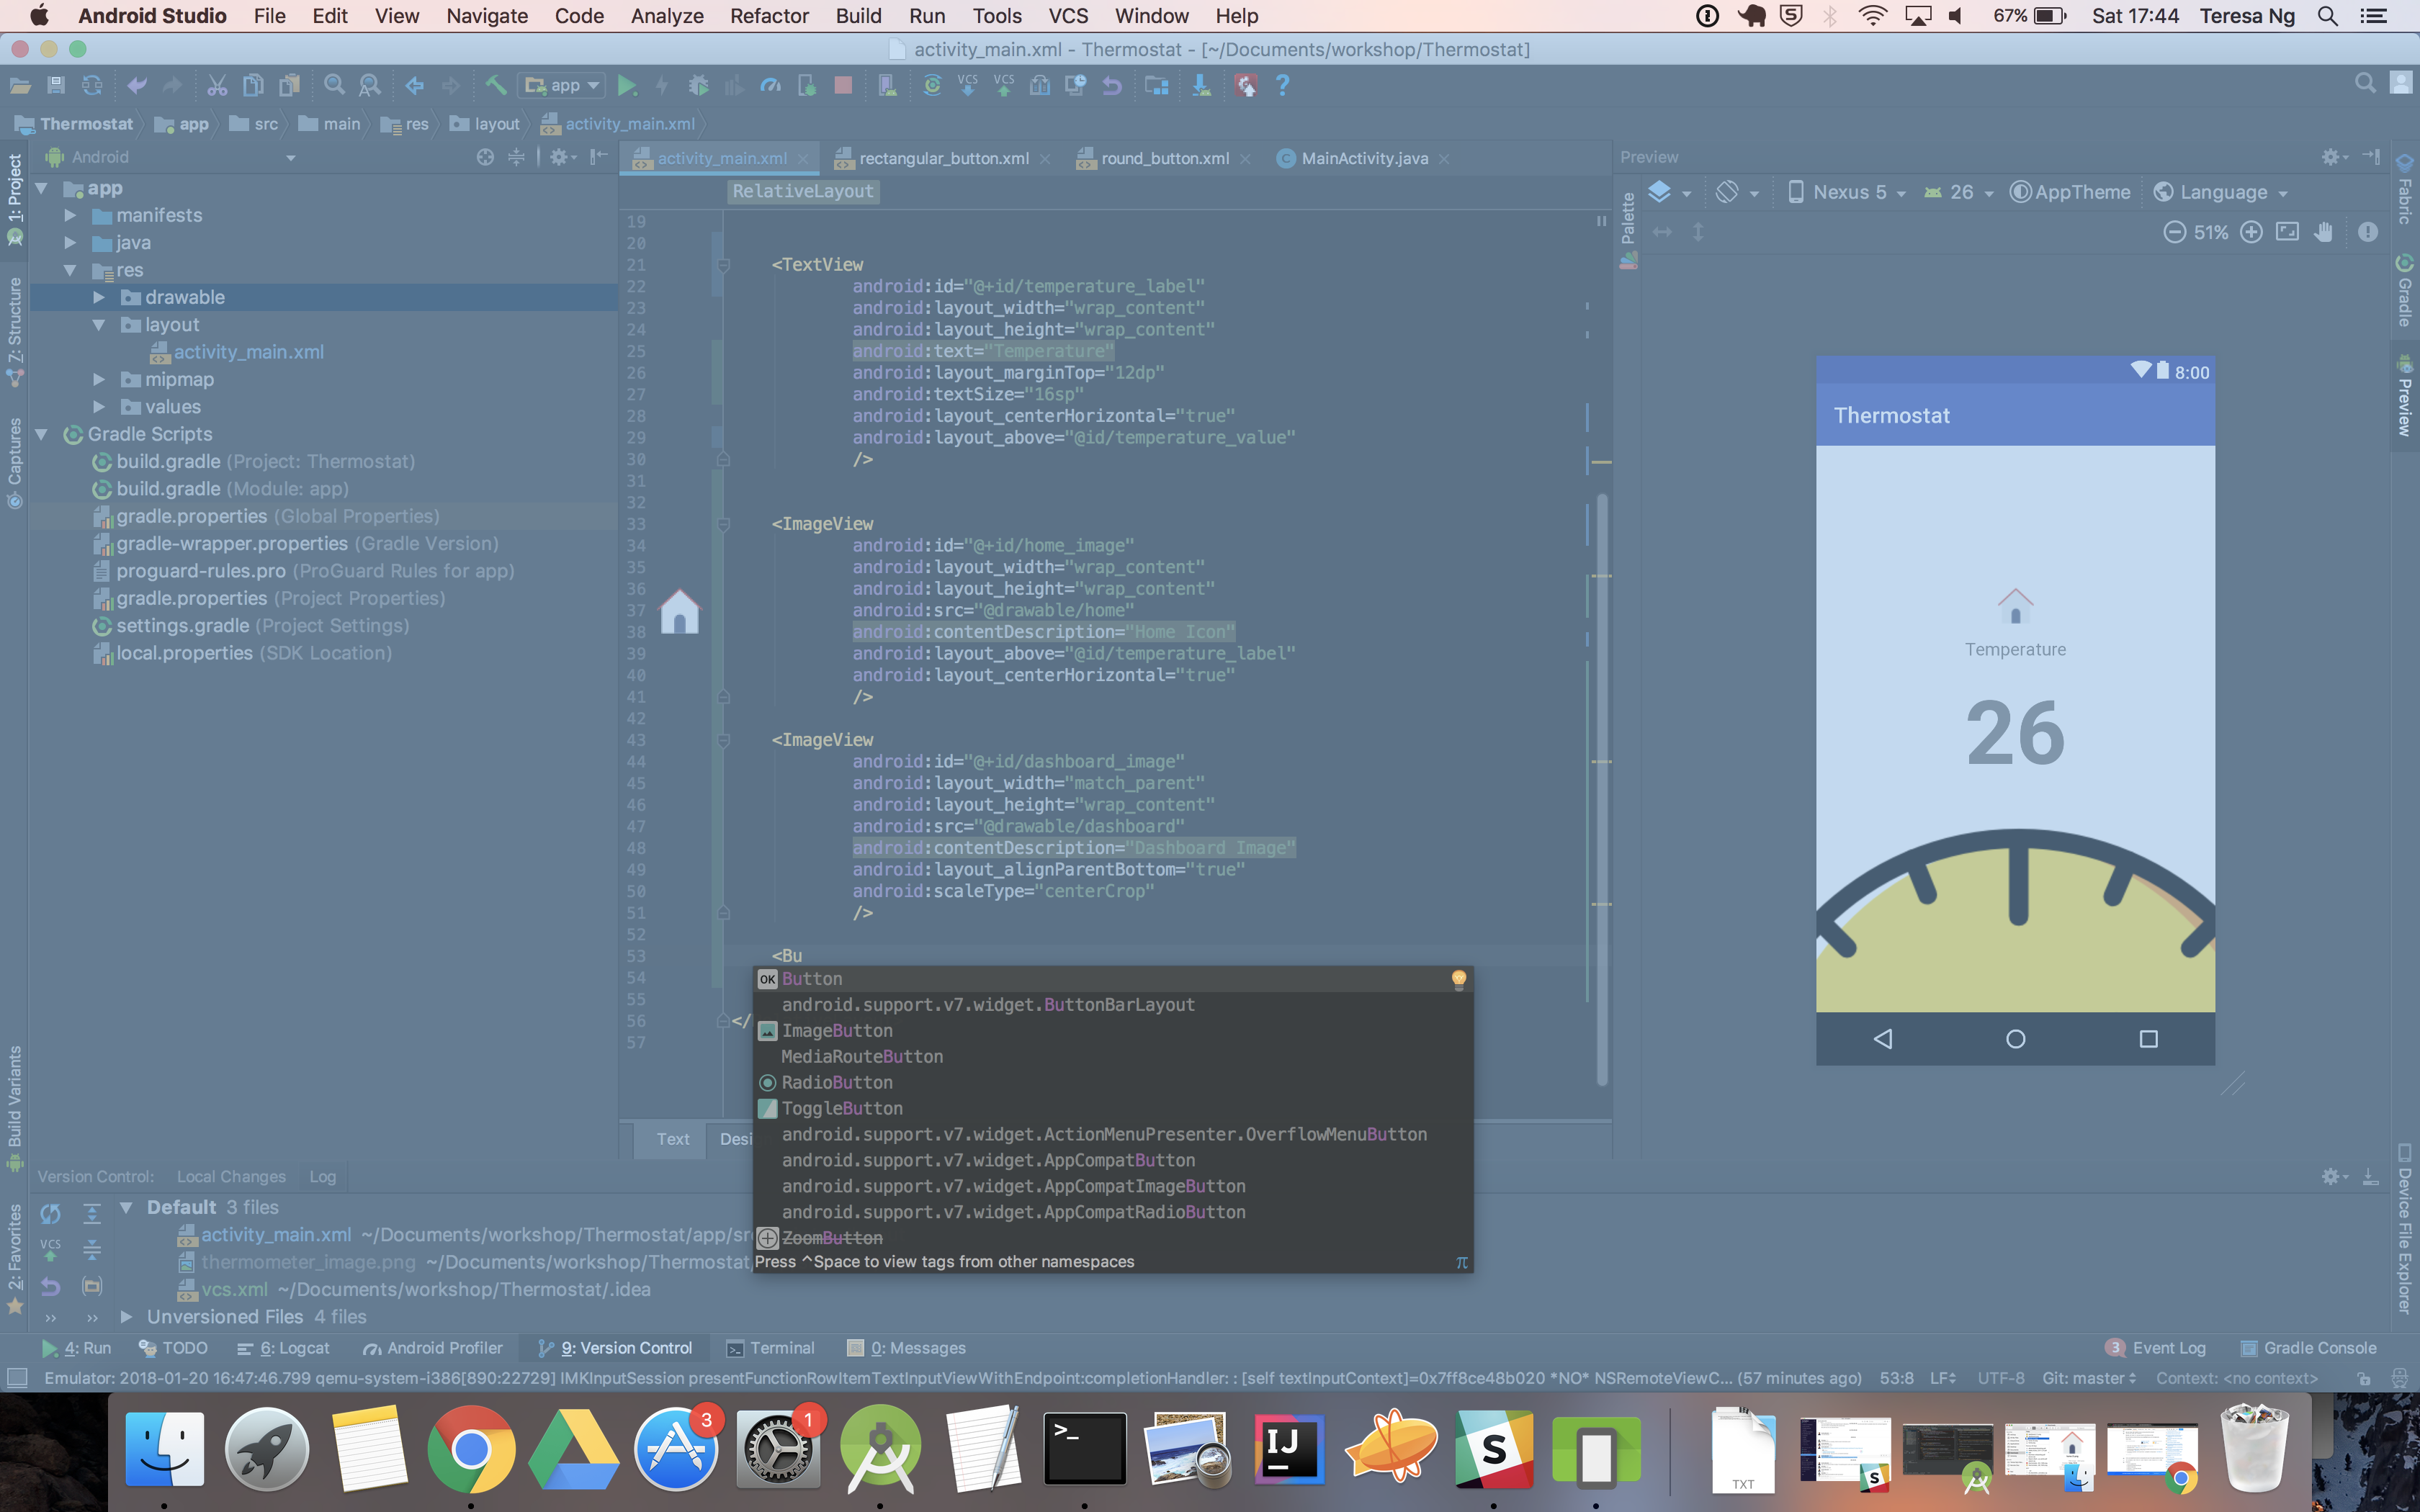 Android Studio File Edit View Navigate Code Analyze Refactor Build Run Tools VCS Window Help 67% Sat 17:44 Teresa Ng
activity_main.xml - Thermostat - [~/Documents/workshop/Thermostat]
app VCS VCS ?
Thermostat app src main res layout activity_main.xml
1: Project
7: Structure
Captures
Build Variants
2: Favorites
Android
app
manifests
java
res
drawable
layout
activity_main.xml
mipmap
values
Gradle Scripts
build.gradle (Project: Thermostat)
build.gradle (Module: app)
gradle.properties (Global Properties)
gradle-wrapper.properties (Gradle Version)
proguard-rules.pro (ProGuard Rules for app)
gradle.properties (Project Properties)
settings.gradle (Project Settings)
local.properties (SDK Location)
activity_main.xml rectangular_button.xml round_button.xml MainActivity.java
RelativeLayout
19
20
21 <TextView
22 android:id="@+id/temperature_label"
23 android:layout_width="wrap_content"
24 android:layout_height="wrap_content"
25 android:text="Temperature"
26 android:layout_marginTop="12dp"
27 android:textSize="16sp"
28 android:layout_centerHorizontal="true"
29 android:layout_above="@id/temperature_value"
30 />
31
32
33 <ImageView
34 android:id="@+id/home_image"
35 android:layout_width="wrap_content"
36 android:layout_height="wrap_content"
37 android:src="@drawable/home"
38 android:contentDescription="Home Icon"
39 android:layout_above="@id/temperature_label"
40 android:layout_centerHorizontal="true"
41 />
42
43 <ImageView
44 android:id="@+id/dashboard_image"
45 android:layout_width="match_parent"
46 android:layout_height="wrap_content"
47 android:src="@drawable/dashboard"
48 android:contentDescription="Dashboard Image"
49 android:layout_alignParentBottom="true"
50 android:scaleType="centerCrop"
51 />
52
53 <Bu
54
55
56 </
57
OK Button
android.support.v7.widget.ButtonBarLayout
ImageButton
MediaRouteButton
RadioButton
ToggleButton
android.support.v7.widget.ActionMenuPresenter.OverflowMenuButton
android.support.v7.widget.AppCompatButton
android.support.v7.widget.AppCompatImageButton
android.support.v7.widget.AppCompatRadioButton
ZoomButton
Press ^Space to view tags from other namespaces π
Text Desi
Preview
Palette
Nexus 5 26 AppTheme Language
51%
8:00
Thermostat
Temperature
26
Fabric
Gradle
Preview
Device File Explorer
Version Control: Local Changes Log
Default 3 files
activity_main.xml ~/Documents/workshop/Thermostat/app/sr
thermometer_image.png ~/Documents/workshop/Thermostat/
vcs.xml ~/Documents/workshop/Thermostat/.idea
Unversioned Files 4 files
VCS
4: Run TODO 6: Logcat Android Profiler 9: Version Control Terminal 0: Messages 3 Event Log Gradle Console
Emulator: 2018-01-20 16:47:46.799 qemu-system-i386[890:22729] IMKInputSession presentFunctionRowItemTextInputViewWithEndpoint:completionHandler: : [self textInputContext]=0x7ff8ce48b020 *NO* NSRemoteViewC... (57 minutes ago) 53:8 LF UTF-8 Git: master Context: <no context>
3 1 >_ IJ S TXT